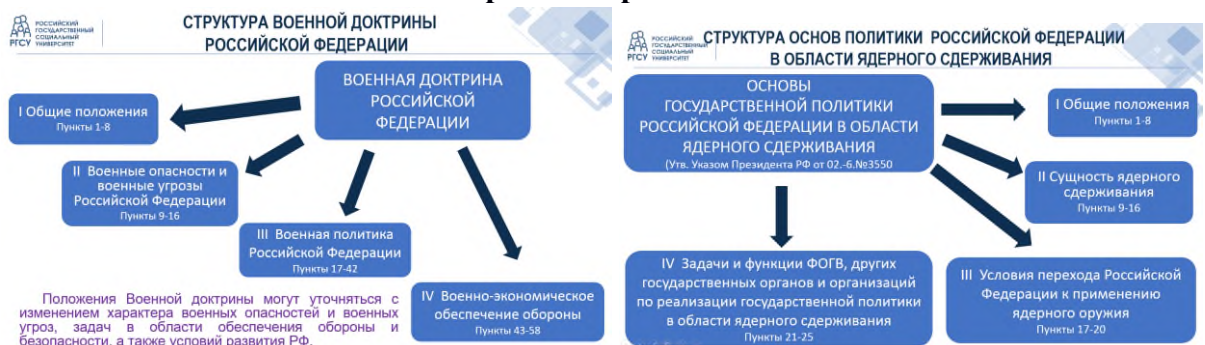 РОССИЙСКИЙ
ГОСУДАРСТВЕННЫЙ
СОЦИАЛЬНЫЙ
РГСУ УНИВЕРСИТЕТ
СТРУКТУРА ВОЕННОЙ ДОКТРИНЫ
РОССИЙСКОЙ ФЕДЕРАЦИИ
ВОЕННАЯ ДОКТРИНА
РОССИЙСКОЙ
ФЕДЕРАЦИИ
I Общие положения
Пункты 1-8
II Военные опасности и
военные угрозы
Российской Федерации
Пункты 9-16
III Военная политика
Российской Федерации
Пункты 17-42
IV Военно-экономическое
обеспечение обороны
Пункты 43-58
Положения Военной доктрины могут уточняться с
изменением характера военных опасностей и военных
угроз, задач в области обеспечения обороны и
безопасности, а также условий развития РФ.
РОССИЙСКИЙ
ГОСУДАРСТВЕННЫЙ
СОЦИАЛЬНЫЙ
РГСУ УНИВЕРСИТЕТ
СТРУКТУРА ОСНОВ ПОЛИТИКИ РОССИЙСКОЙ ФЕДЕРАЦИИ
В ОБЛАСТИ ЯДЕРНОГО СДЕРЖИВАНИЯ
ОСНОВЫ
ГОСУДАРСТВЕННОЙ ПОЛИТИКИ
РОССИЙСКОЙ ФЕДЕРАЦИИ В ОБЛАСТИ
ЯДЕРНОГО СДЕРЖИВАНИЯ
(Утв. Указом Президента РФ от 02.-6.№3550
I Общие положения
Пункты 1-8
II Сущность ядерного
сдерживания
Пункты 9-16
III Условия перехода Российской
Федерации к применению
ядерного оружия
Пункты 17-20
IV Задачи и функции ФОГВ, других
государственных органов и организаций
по реализации государственной политики
в области ядерного сдерживания
Пункты 21-25